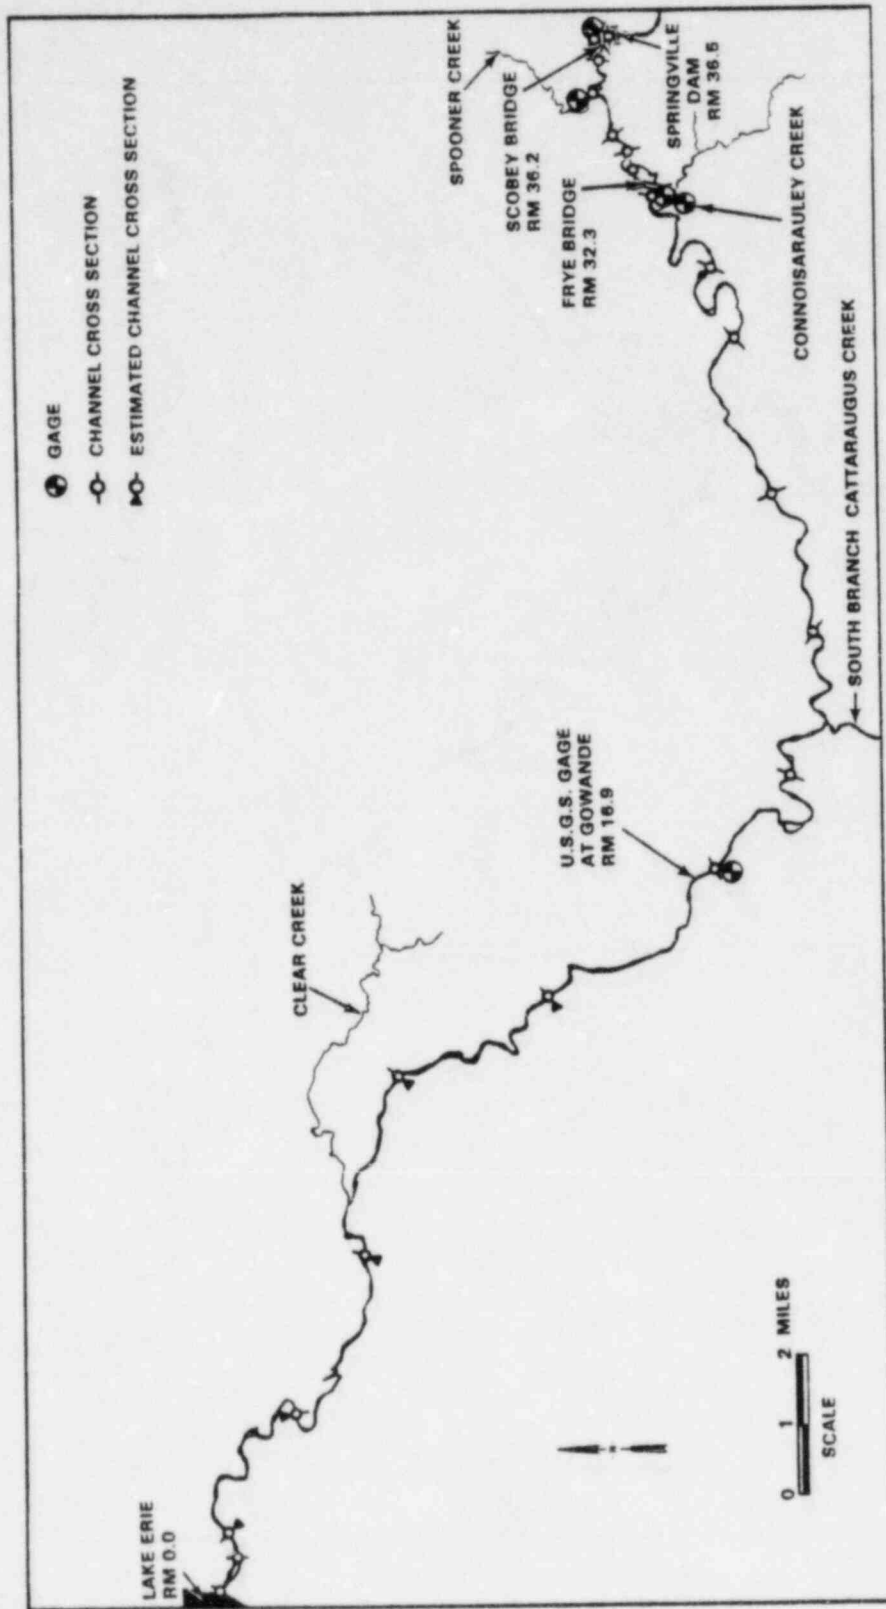 GAGE
CHANNEL CROSS SECTION
ESTIMATED CHANNEL CROSS SECTION
LAKE ERIE
RM 0.0
CLEAR CREEK
U.S.G.S. GAGE
AT GOWANDE
RM 16.9
SOUTH BRANCH CATTARAUGUS CREEK
CONNOISARAULEY CREEK
FRYE BRIDGE
RM 32.3
SPOONER CREEK
SCOBEY BRIDGE
RM 36.2
SPRINGVILLE
DAM
RM 36.5
0 1 2 MILES
SCALE